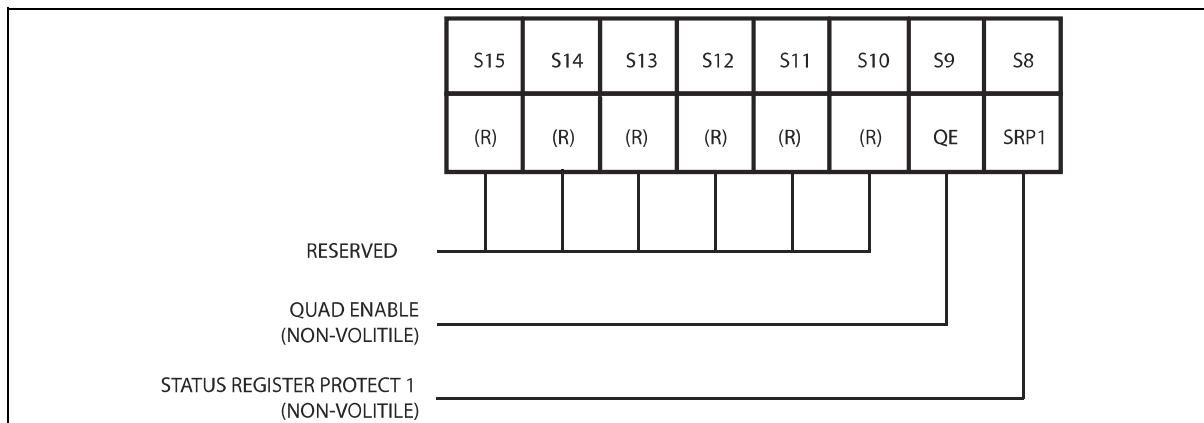 S15 S14 S13 S12 S11 S10 S9 S8
(R) (R) (R) (R) (R) (R) QE SRP1
RESERVED
QUAD ENABLE
(NON-VOLITILE)
STATUS REGISTER PROTECT 1
(NON-VOLITILE)